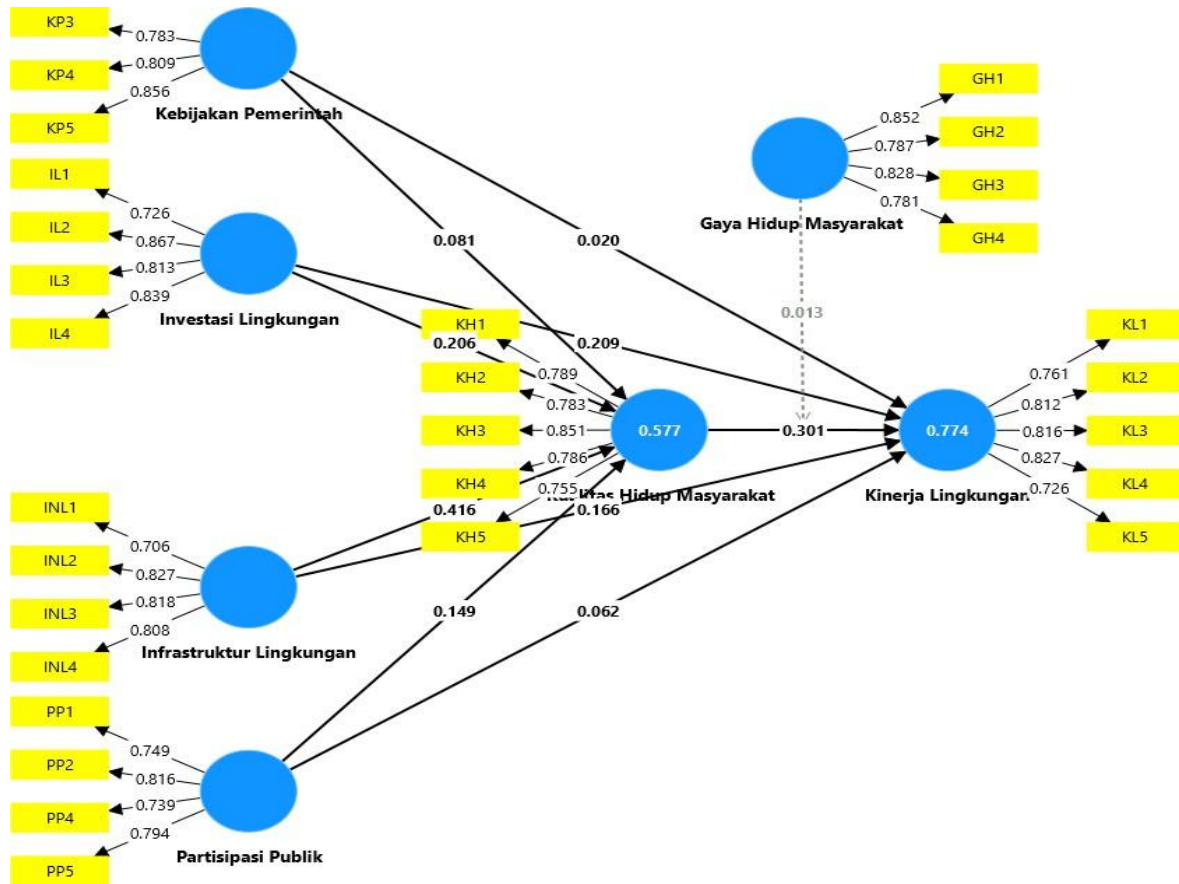 KP3
0.783
KP4
0.809
KP5
0.856
Kebijakan Pemerintah
IL1
0.726
IL2
0.867
IL3
0.813
IL4
0.839
Investasi Lingkungan
INL1
0.706
INL2
0.827
INL3
0.818
INL4
0.808
Infrastruktur Lingkungan
PP1
0.749
PP2
0.816
PP4
0.739
PP5
0.794
Partisipasi Publik
0.081
0.020
0.206
0.209
0.416
0.166
0.149
0.062
KH1
0.789
KH2
0.783
KH3
0.851
KH4
0.786
KH5
0.755
0.577
Hidup Masyarakat
0.301
0.013
GH1
0.852
GH2
0.787
GH3
0.828
GH4
0.781
Gaya Hidup Masyarakat
0.774
Kinerja Lingkungan
KL1
0.761
KL2
0.812
KL3
0.816
KL4
0.827
KL5
0.726